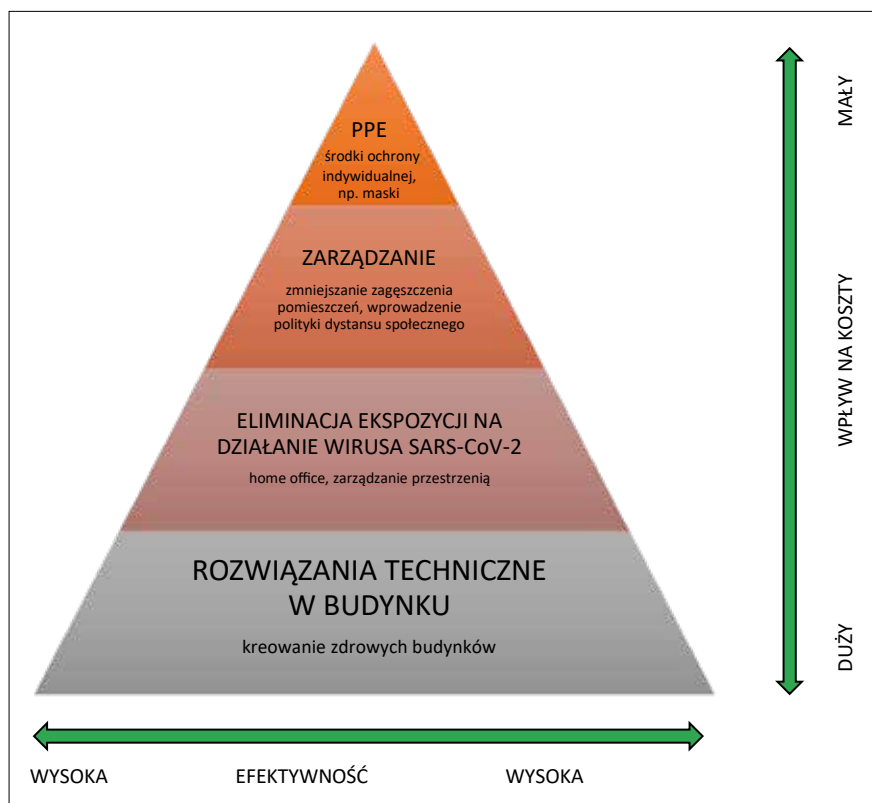 PPE
środki ochrony
indywidualnej,
np. maski
ZARZĄDZANIE
zmniejszanie zagęszczenia
pomieszczeń, wprowadzenie
polityki dystansu społecznego
ELIMINACJA EKSPOZYCJI NA
DZIAŁANIE WIRUSA SARS-CoV-2
home office, zarządzanie przestrzenią
ROZWIĄZANIA TECHNICZNE
W BUDYNKU
kreowanie zdrowych budynków
MAŁY
WPŁYW NA KOSZTY
DUŻY
WYSOKA EFEKTYWNOŚĆ WYSOKA